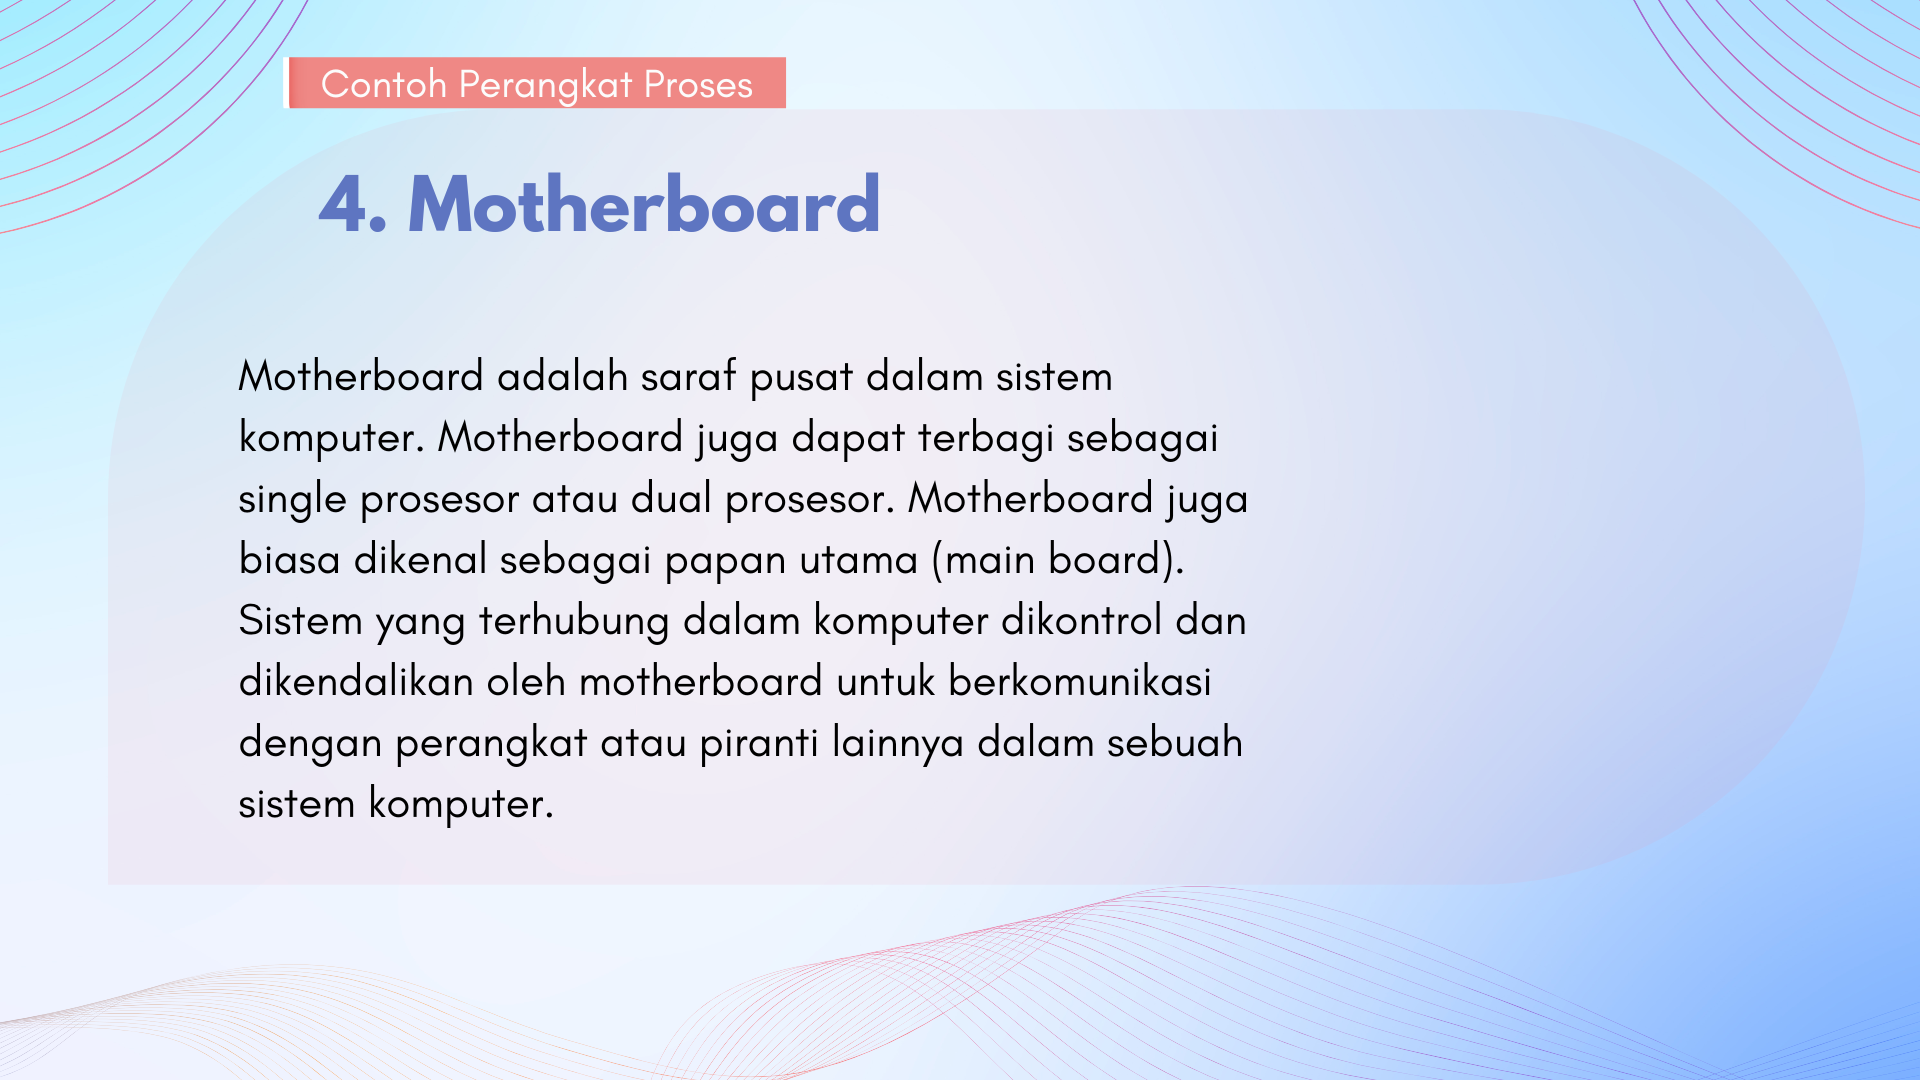 Contoh Perangkat Proses
4. Motherboard
Motherboard adalah saraf pusat dalam sistem
komputer. Motherboard juga dapat terbagi sebagai
single prosesor atau dual prosesor. Motherboard juga
biasa dikenal sebagai papan utama (main board).
Sistem yang terhubung dalam komputer dikontrol dan
dikendalikan oleh motherboard untuk berkomunikasi
dengan perangkat atau piranti lainnya dalam sebuah
sistem komputer.